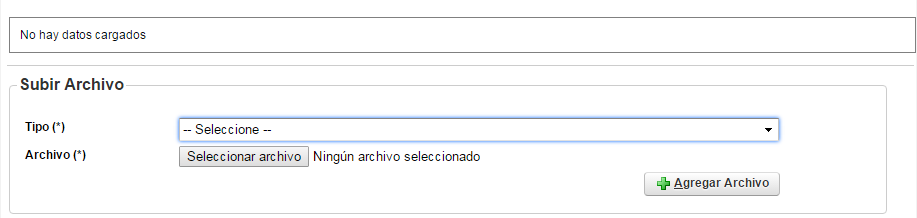 No hay datos cargados
Subir Archivo
Tipo (*)
-- Seleccione --
Archivo (*)
Seleccionar archivo Ningún archivo seleccionado
Agregar Archivo